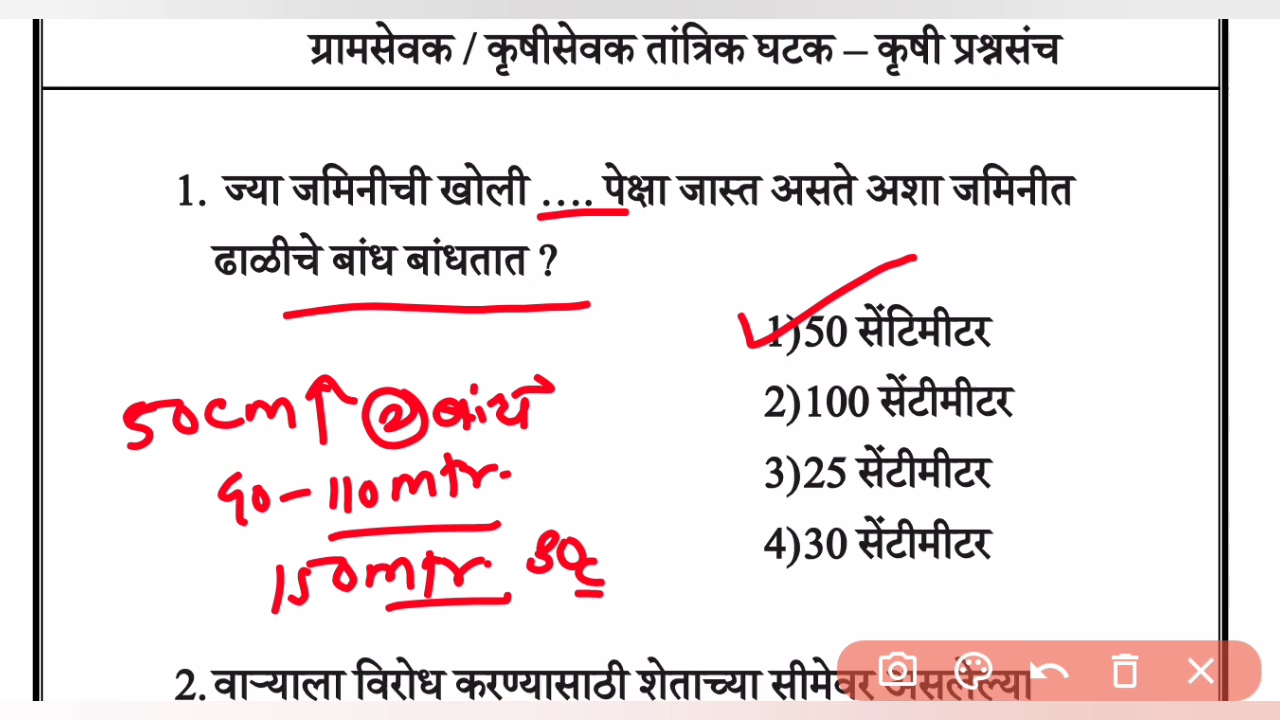 ग्रामसेवक / कृषीसेवक तांत्रिक घटक – कृषी प्रश्नसंच
1. ज्या जमिनीची खोली .... पेक्षा जास्त असते अशा जमिनीत
ढाळीचे बांध बांधतात ?
1)50 सेंटिमीटर
2)100 सेंटीमीटर
3)25 सेंटीमीटर
4)30 सेंटीमीटर
50cm↑ बांध
90-110 mtr.
150 mtr.
2. वाऱ्याला विरोध करण्यासाठी शेताच्या सीमेवर असलेल्या